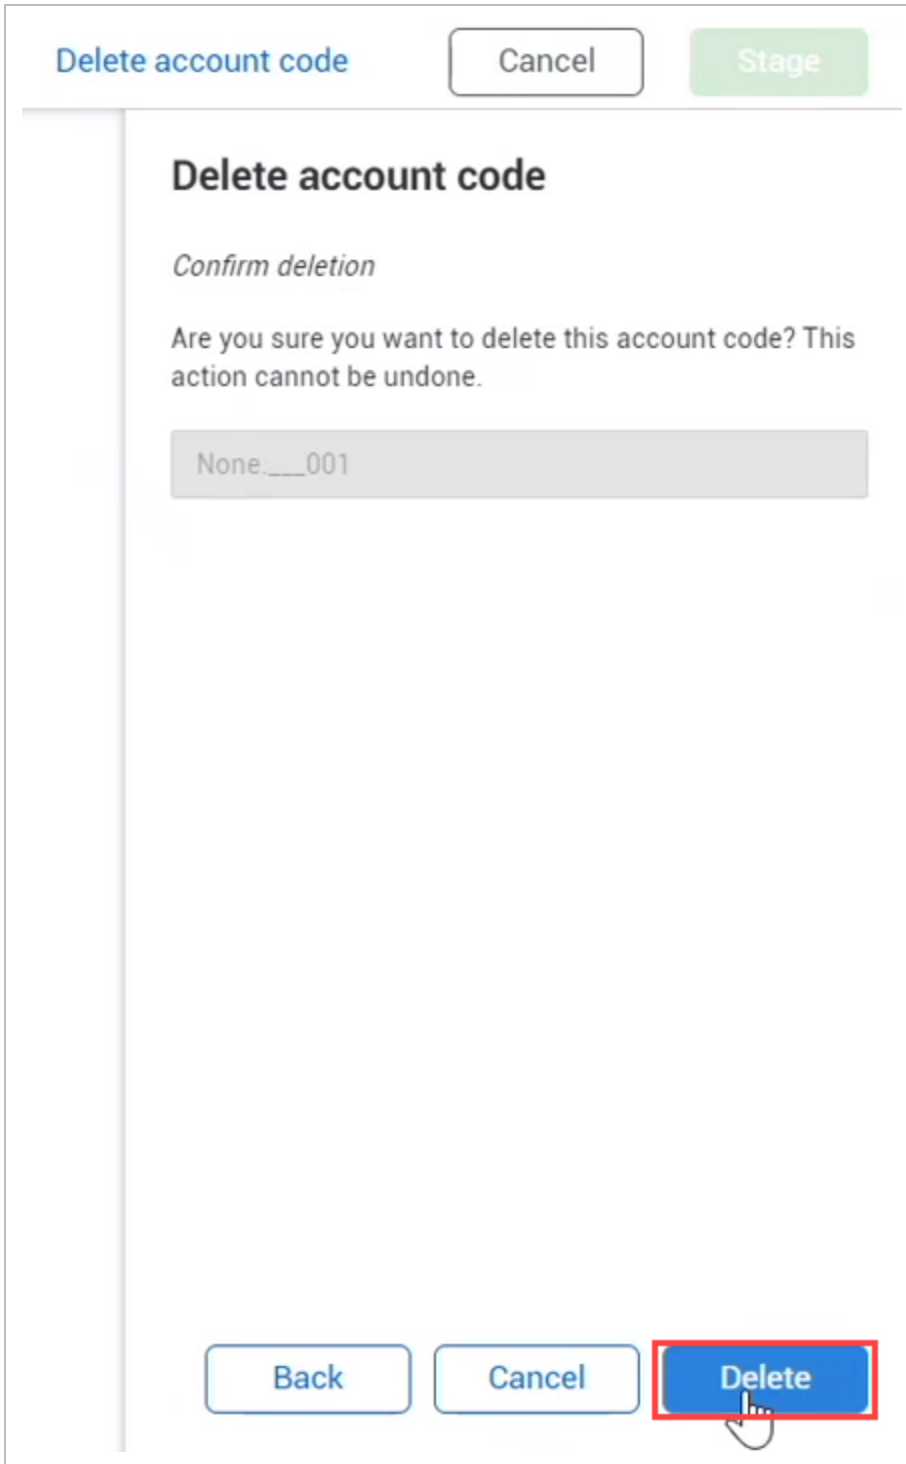 Delete account code
Cancel
Stage
Delete account code
Confirm deletion
Are you sure you want to delete this account code? This
action cannot be undone.
None.___001
Back
Cancel
Delete